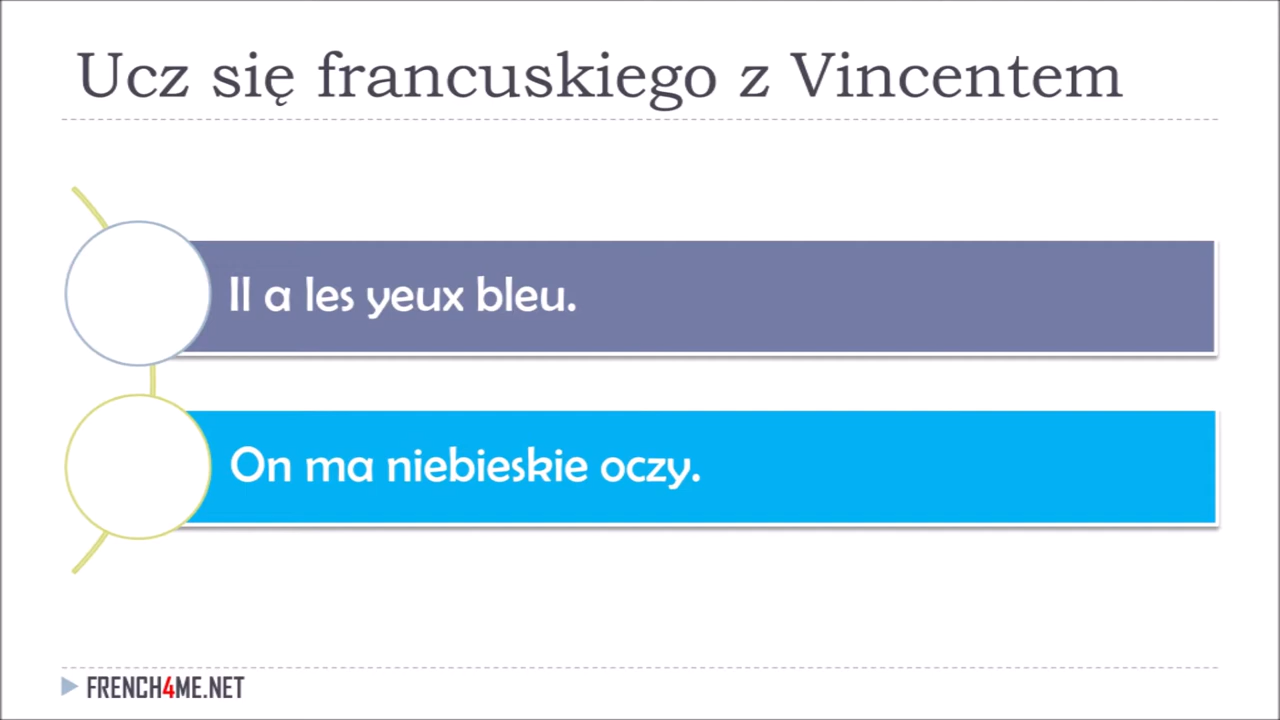 Ucz się francuskiego z Vincentem
Il a les yeux bleu.
On ma niebieskie oczy.
FRENCH4ME.NET